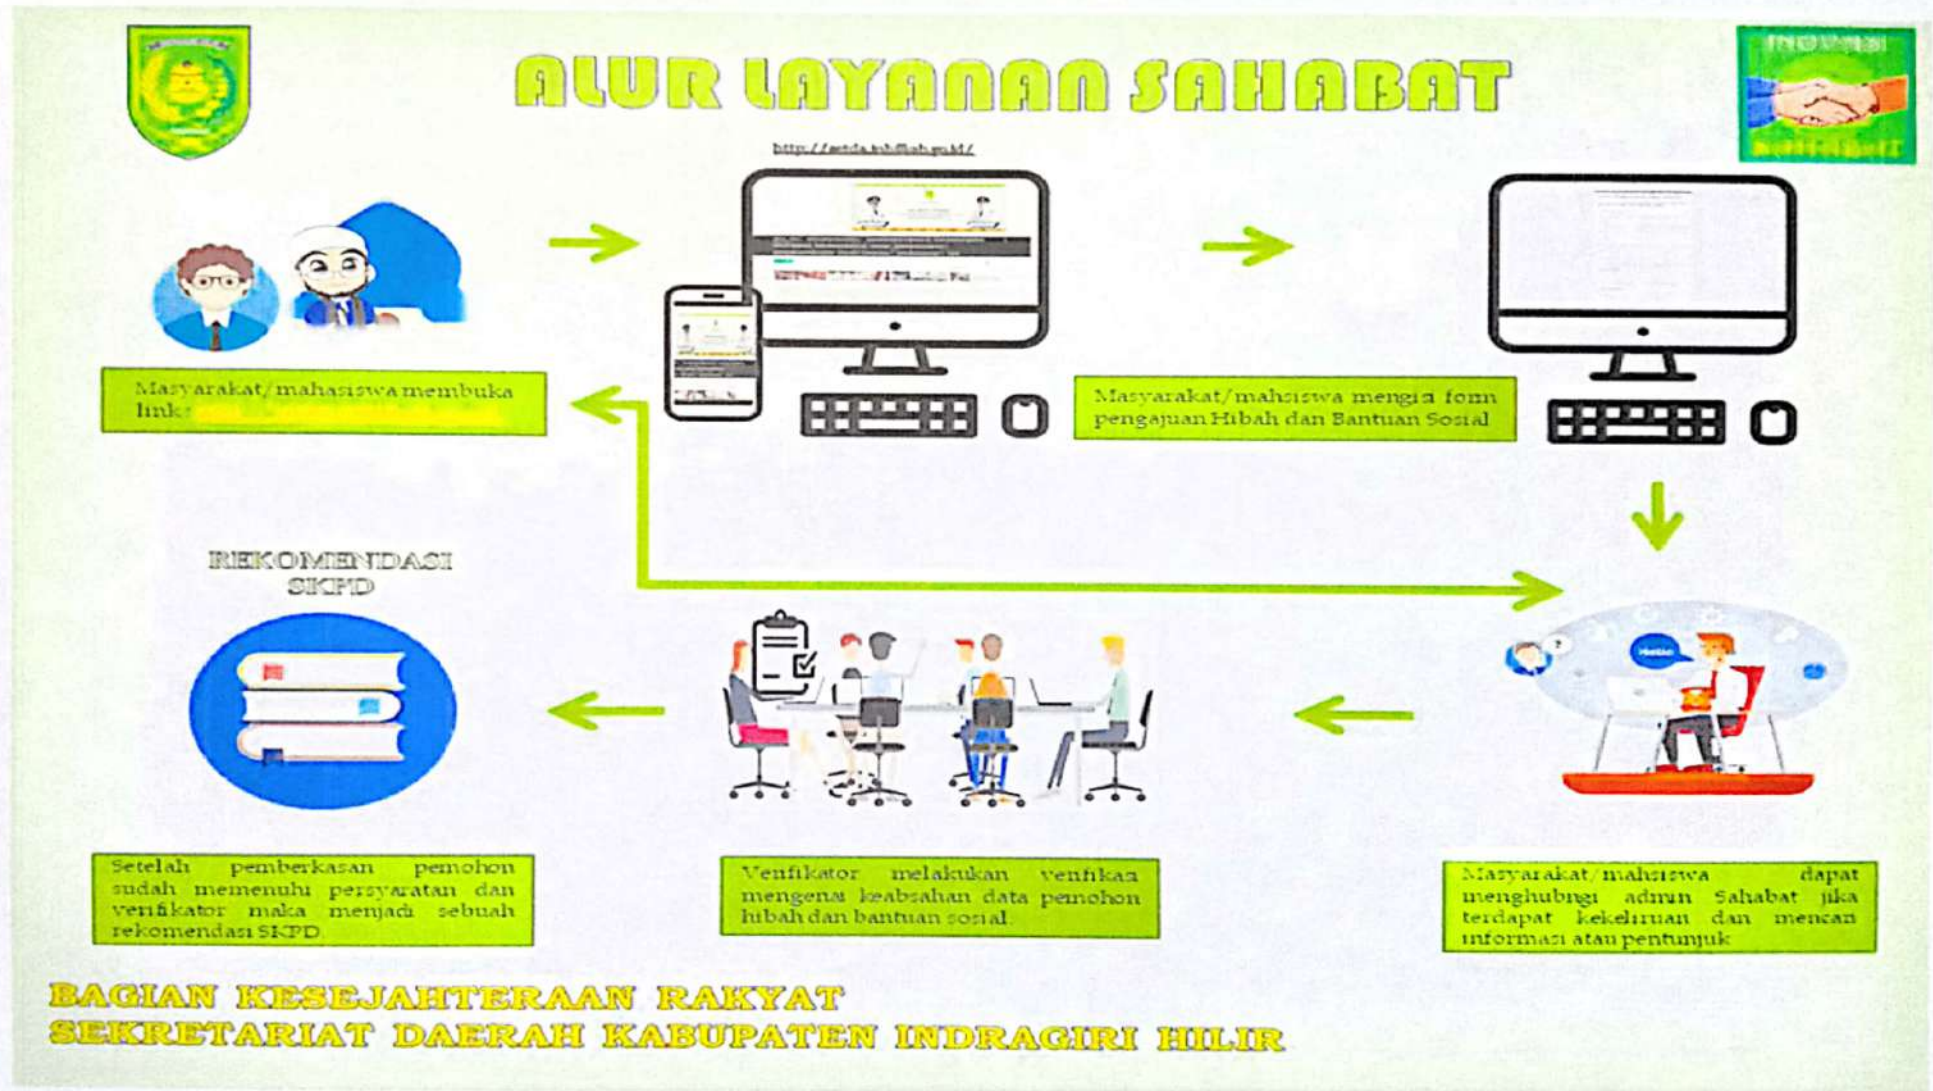 ALUR LAYANAN SAHABAT
INOVASI
Masyarakat/mahasiswa membuka
link:
Masyarakat/mahsiswa mengisi form
pengajuan Hibah dan Bantuan Sosial
REKOMENDASI
SKPD
Setelah pemberkasan pemohon
sudah memenuhi persyaratan dan
verifikator maka menjadi sebuah
rekomendasi SKPD
Verifikator melakukan verifikasi
mengenai keabsahan data pemohon
hibah dan bantuan sosial.
Masyarakat/mahsiswa dapat
menghubngi admin Sahabat jika
terdapat kekeliruan dan mencari
informasi atau pentunjuk
BAGIAN KESEJAHTERAAN RAKYAT
SEKRETARIAT DAERAH KABUPATEN INDRAGIRI HILIR